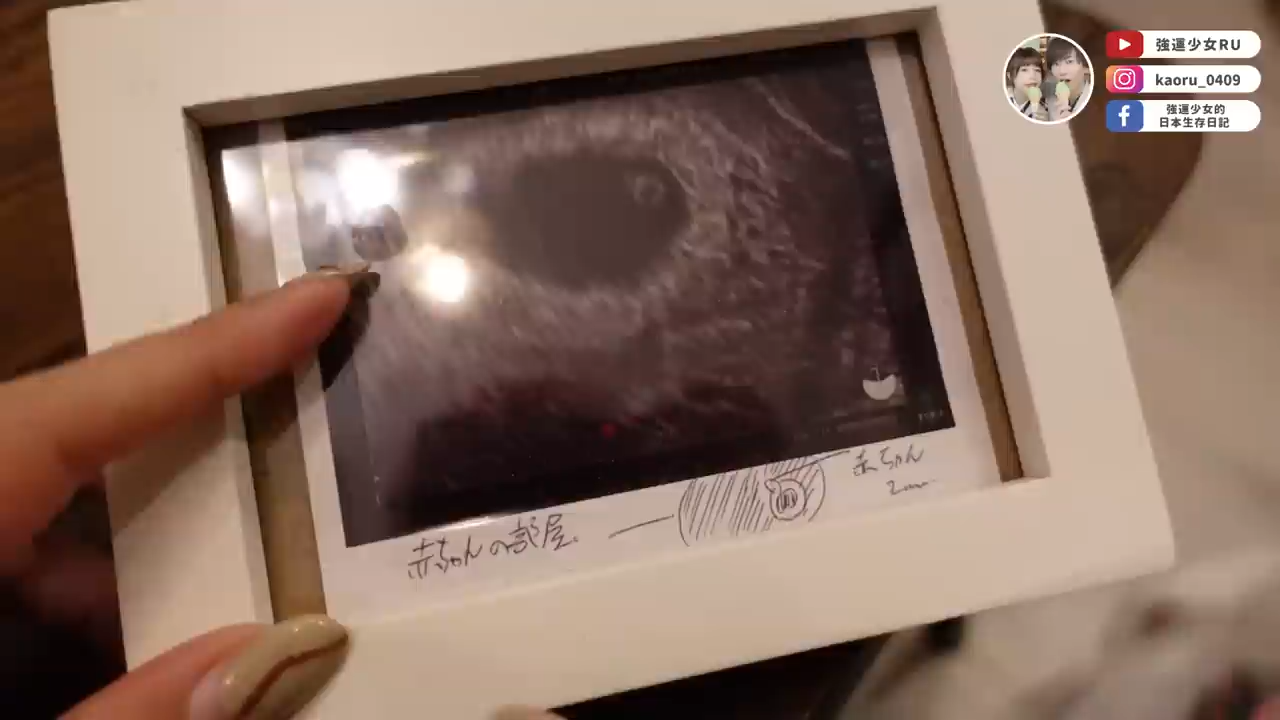 強運少女RU
kaoru_0409
強運少女的
日本生存日記
赤ちゃん
2mm
赤ちゃんの部屋。